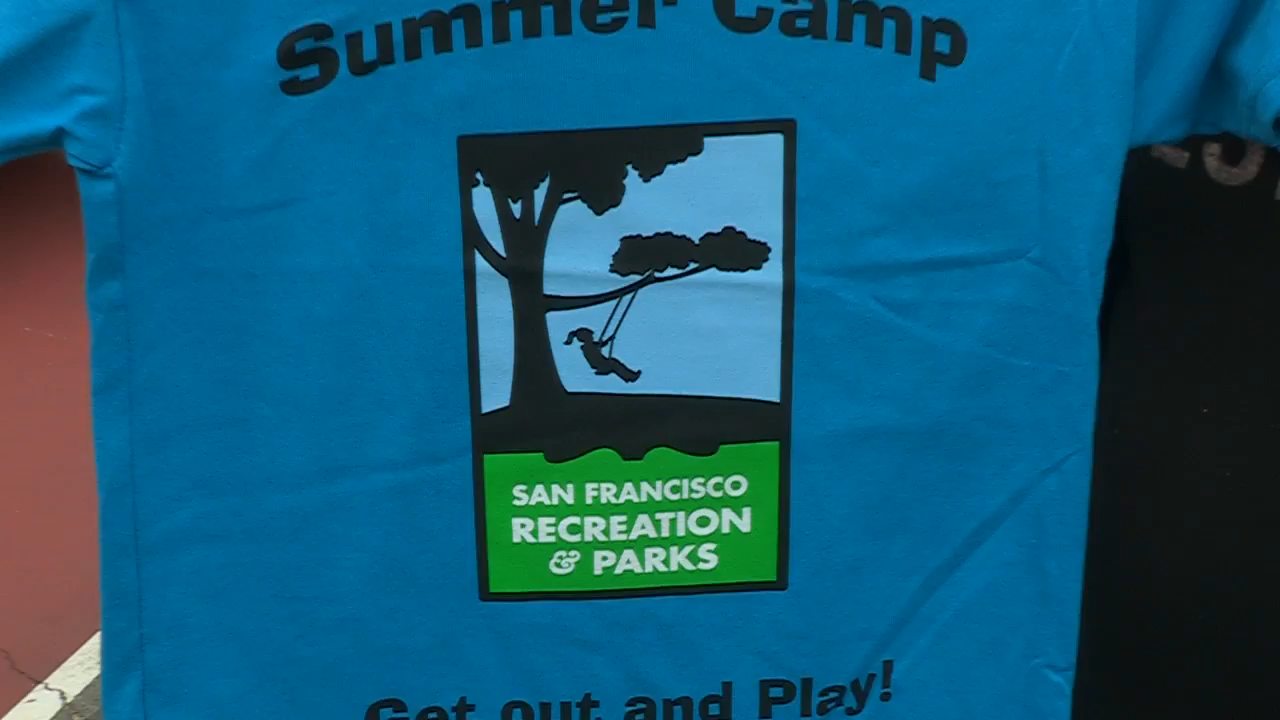 Summer Camp
SAN FRANCISCO
RECREATION
& PARKS
Get out and Play!